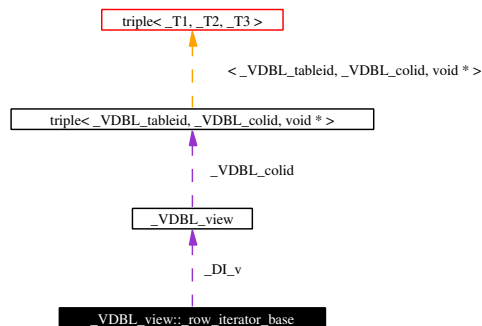 triple< _T1, _T2, _T3 >
< _VDBL_tableid, _VDBL_colid, void * >
triple< _VDBL_tableid, _VDBL_colid, void * >
_VDBL_colid
_VDBL_view
_DI_v
_VDBL_view::_row_iterator_base